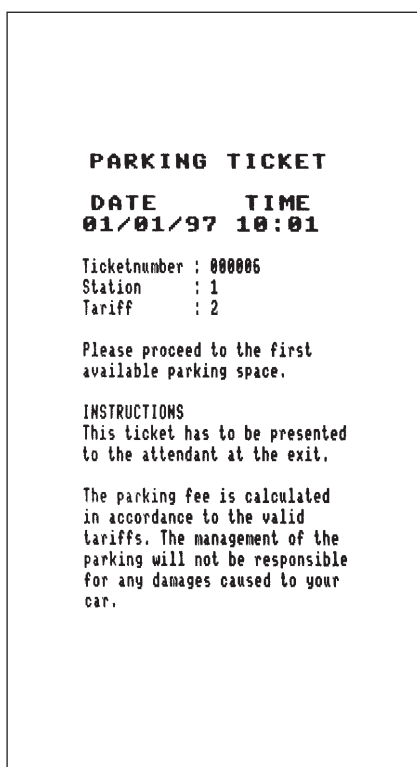 PARKING TICKET
DATE TIME
01/01/97 10:01
Ticketnumber : 000006
Station : 1
Tariff : 2
Please proceed to the first
available parking space.
INSTRUCTIONS
This ticket has to be presented
to the attendant at the exit.
The parking fee is calculated
in accordance to the valid
tariffs. The management of the
parking will not be responsible
for any damages caused to your
car.